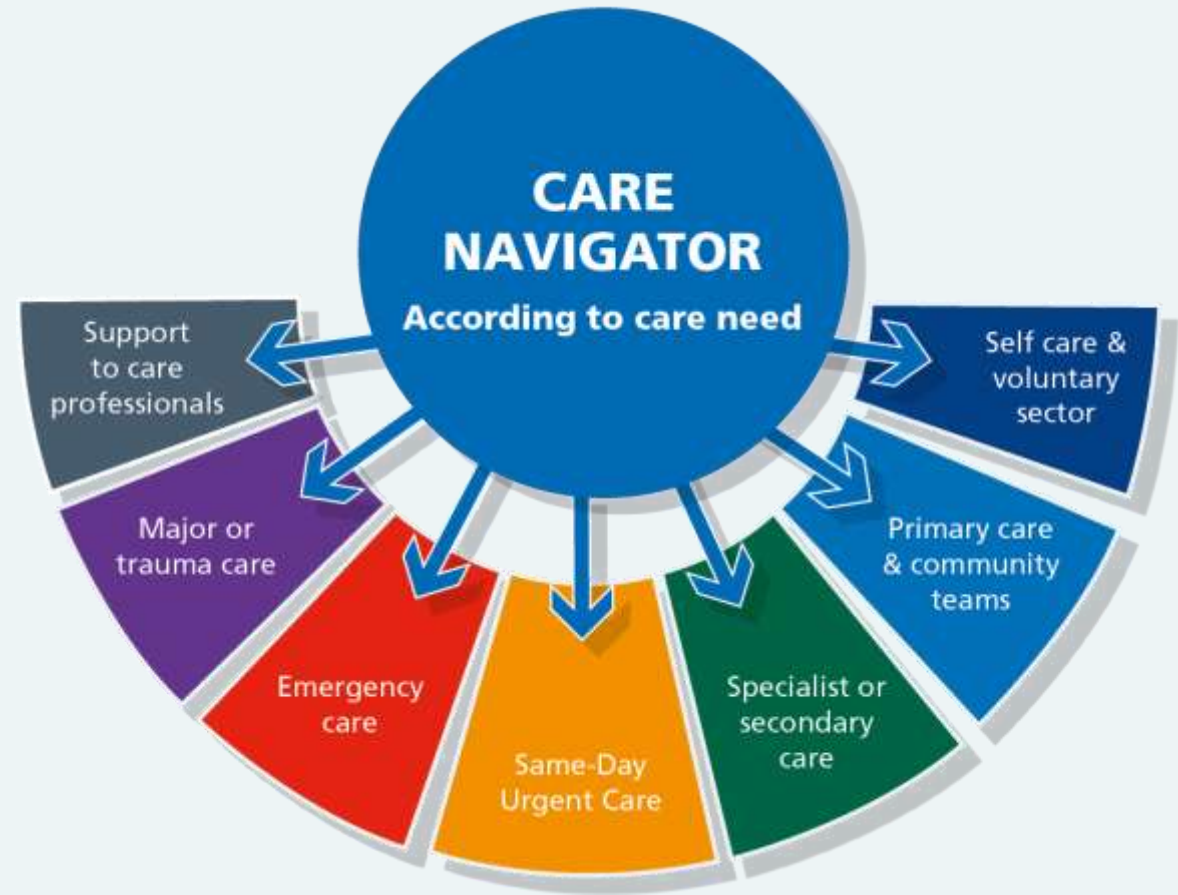 CARE
NAVIGATOR
According to care need
Support
to care
professionals
Major or
trauma care
Emergency
care
Same-Day
Urgent Care
Specialist or
secondary
care
Primary care
& community
teams
Self care &
voluntary
sector